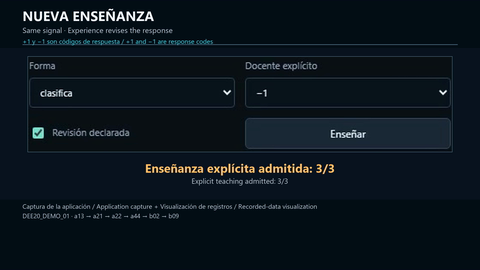 NUEVA ENSEÑANZA
Same signal · Experience revises the response
+1 y −1 son códigos de respuesta / +1 and −1 are response codes
Forma Docente explícito
clasifica −1
Revisión declarada Enseñar
Enseñanza explícita admitida: 3/3
Explicit teaching admitted: 3/3
Captura de la aplicación / Application capture + Visualización de registros / Recorded-data visualization
DEE20_DEMO_01 · a13 → a21 → a22 → a44 → b02 → b09